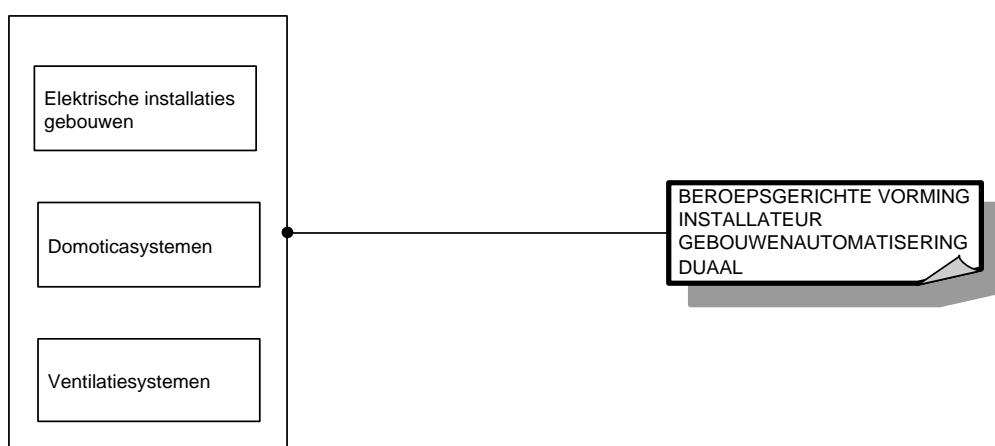 Elektrische installaties
gebouwen
Domoticasystemen
Ventilatiesystemen
BEROEPSGERICHTE VORMING
INSTALLATEUR
GEBOUWENAUTOMATISERING
DUAAL